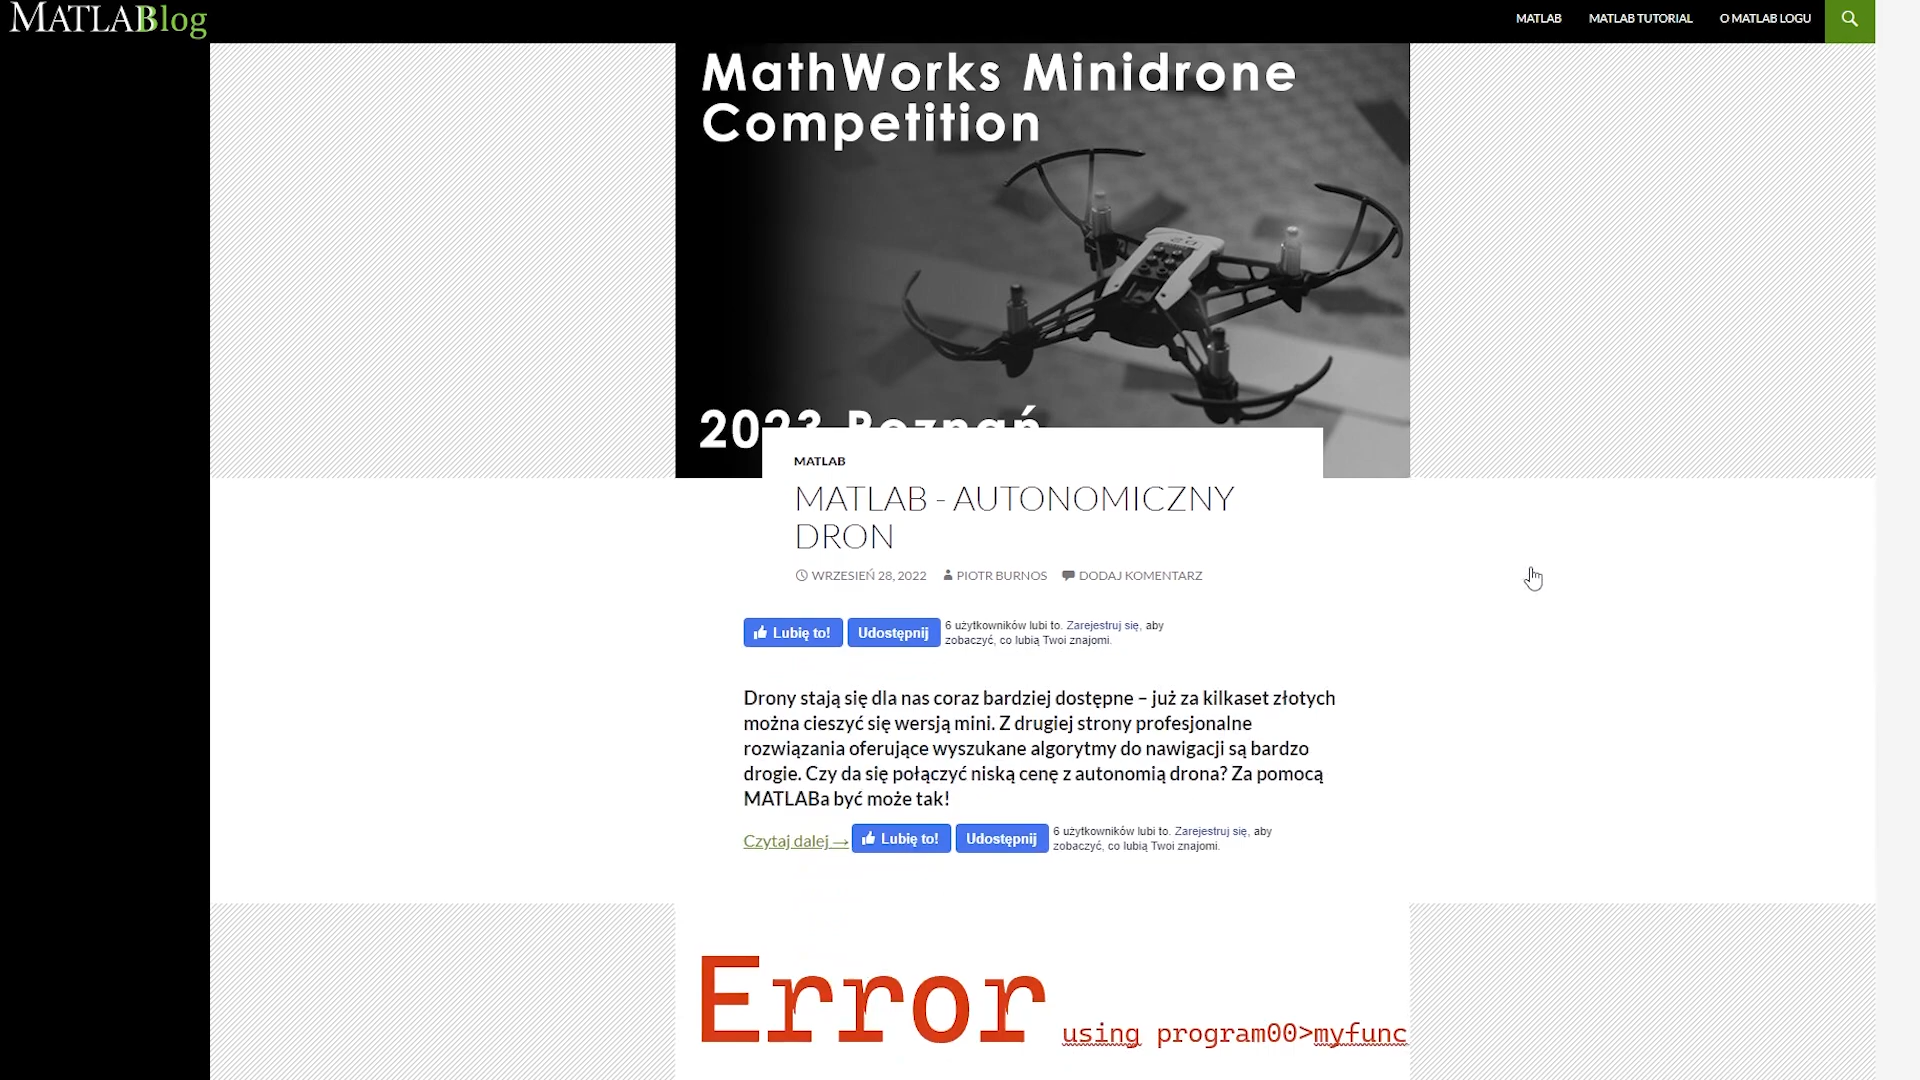 MATLABBlog
MATLAB
MATLAB TUTORIAL
O MATLAB LOGU
MathWorks Minidrone
Competition
2023 Poznań
MATLAB
MATLAB - AUTONOMICZNY
DRON
WRZESIEŃ 28, 2022
PIOTR BURNOS
DODAJ KOMENTARZ
Lubię to!
Udostępnij
6 użytkowników lubi to. Zarejestruj się, aby
zobaczyć, co lubią Twoi znajomi.
Drony stają się dla nas coraz bardziej dostępne – już za kilkaset złotych
można cieszyć się wersją mini. Z drugiej strony profesjonalne
rozwiązania oferujące wyszukane algorytmy do nawigacji są bardzo
drogie. Czy da się połączyć niską cenę z autonomią drona? Za pomocą
MATLABa być może tak!
Czytaj dalej →
Lubię to!
Udostępnij
6 użytkowników lubi to. Zarejestruj się, aby
zobaczyć, co lubią Twoi znajomi.
Error using program00>myfunc